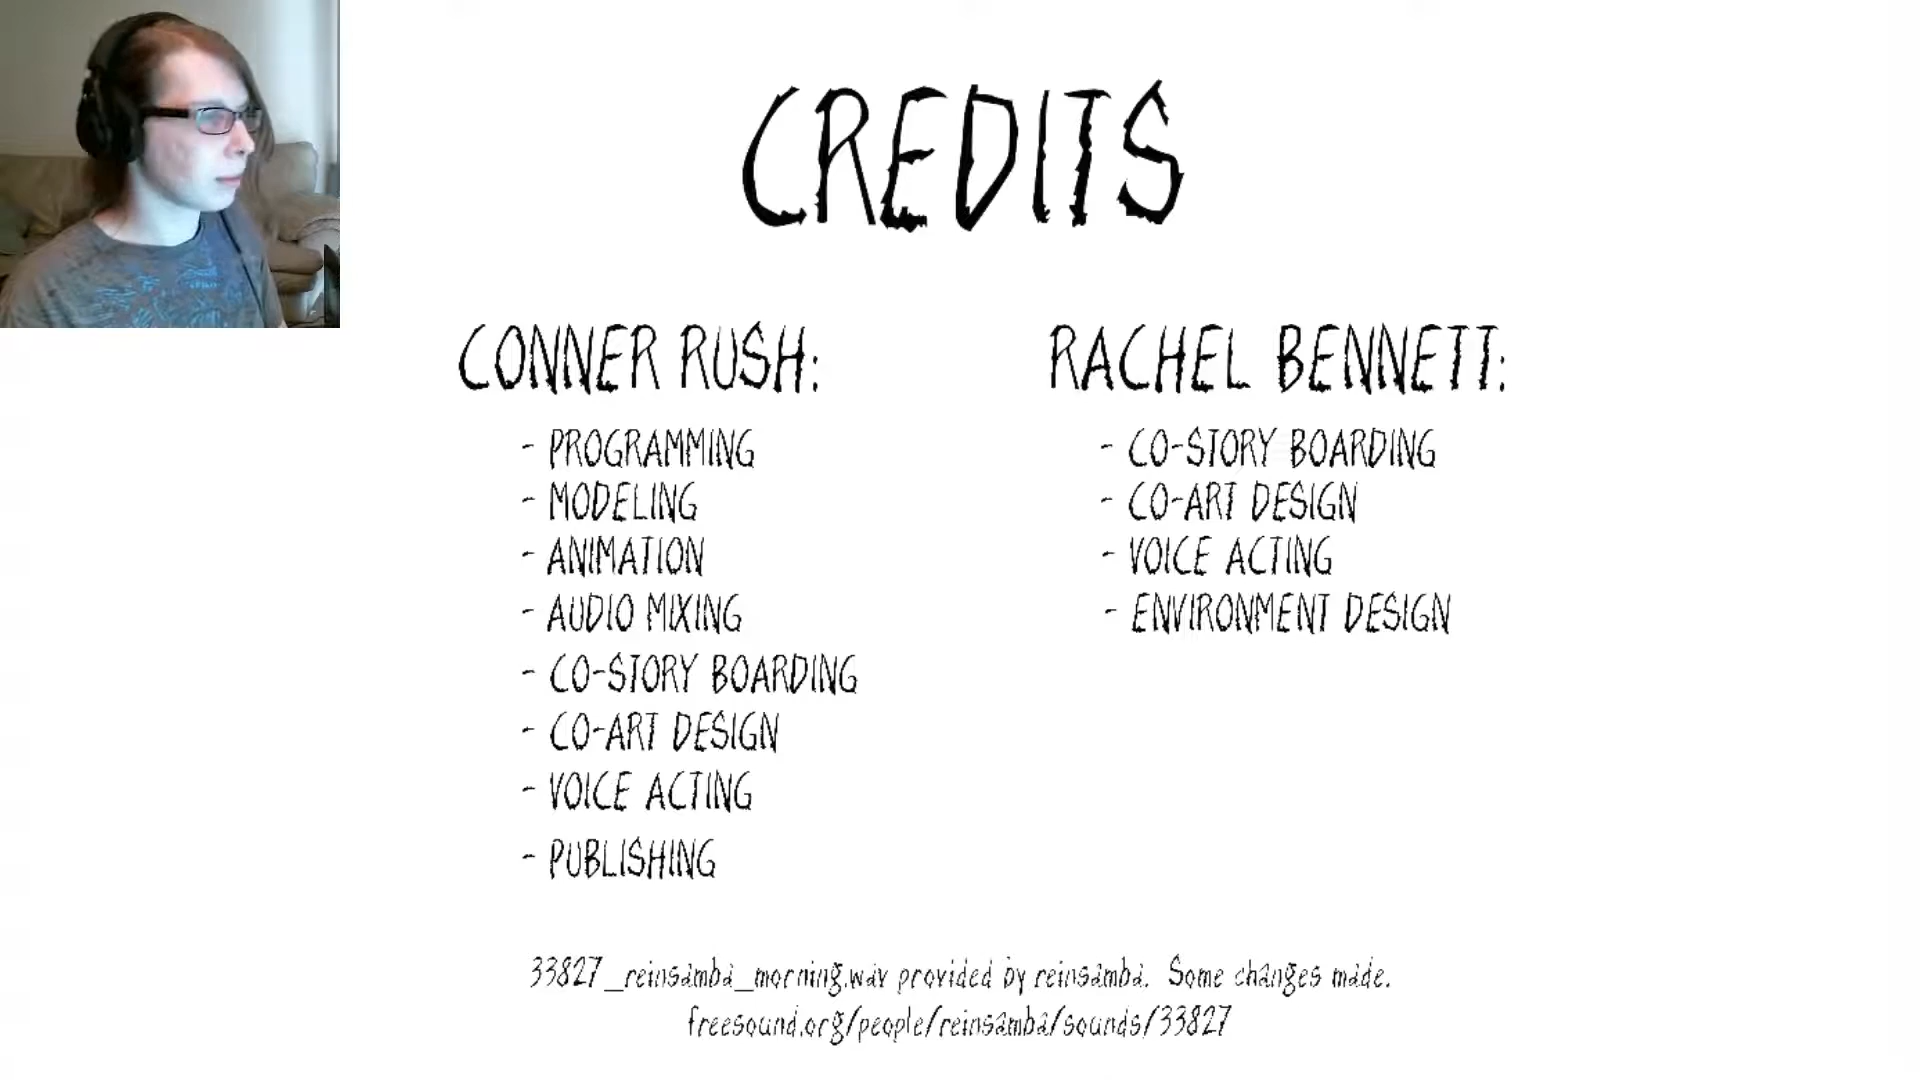 CREDITS
CONNER RUSH:
- PROGRAMMING
- MODELING
- ANIMATION
- AUDIO MIXING
- CO-STORY BOARDING
- CO-ART DESIGN
- VOICE ACTING
- PUBLISHING
RACHEL BENNETT:
- CO-STORY BOARDING
- CO-ART DESIGN
- VOICE ACTING
- ENVIRONMENT DESIGN
33827_reinsamba_morning.wav provided by reinsamba. Some changes made.
freesound.org/people/reinsamba/sounds/33827